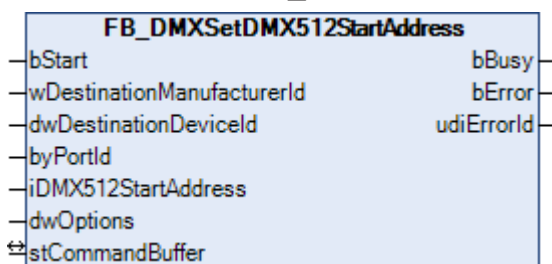 FB_DMXSetDMX512StartAddress
bStart bBusy
wDestinationManufacturerId bError
dwDestinationDeviceId udiErrorId
byPortId
iDMX512StartAddress
dwOptions
stCommandBuffer